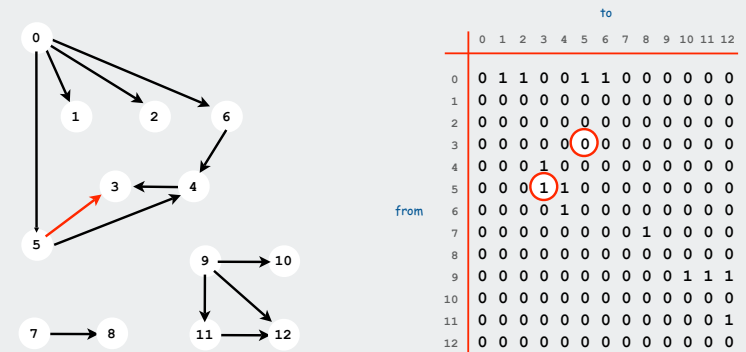 to
0 1 2 3 4 5 6 7 8 9 10 11 12
0 0 1 1 0 0 1 1 0 0 0 0 0 0
1 0 0 0 0 0 0 0 0 0 0 0 0 0
2 0 0 0 0 0 0 0 0 0 0 0 0 0
3 0 0 0 0 0 0 0 0 0 0 0 0 0
4 0 0 0 1 0 0 0 0 0 0 0 0 0
5 0 0 0 1 1 0 0 0 0 0 0 0 0
from
6 0 0 0 0 1 0 0 0 0 0 0 0 0
7 0 0 0 0 0 0 0 0 1 0 0 0 0
8 0 0 0 0 0 0 0 0 0 0 0 0 0
9 0 0 0 0 0 0 0 0 0 0 1 1 1
10 0 0 0 0 0 0 0 0 0 0 0 0 0
11 0 0 0 0 0 0 0 0 0 0 0 0 1
12 0 0 0 0 0 0 0 0 0 0 0 0 0
0
1 2 6
3 4
5
9 10
7 8 11 12